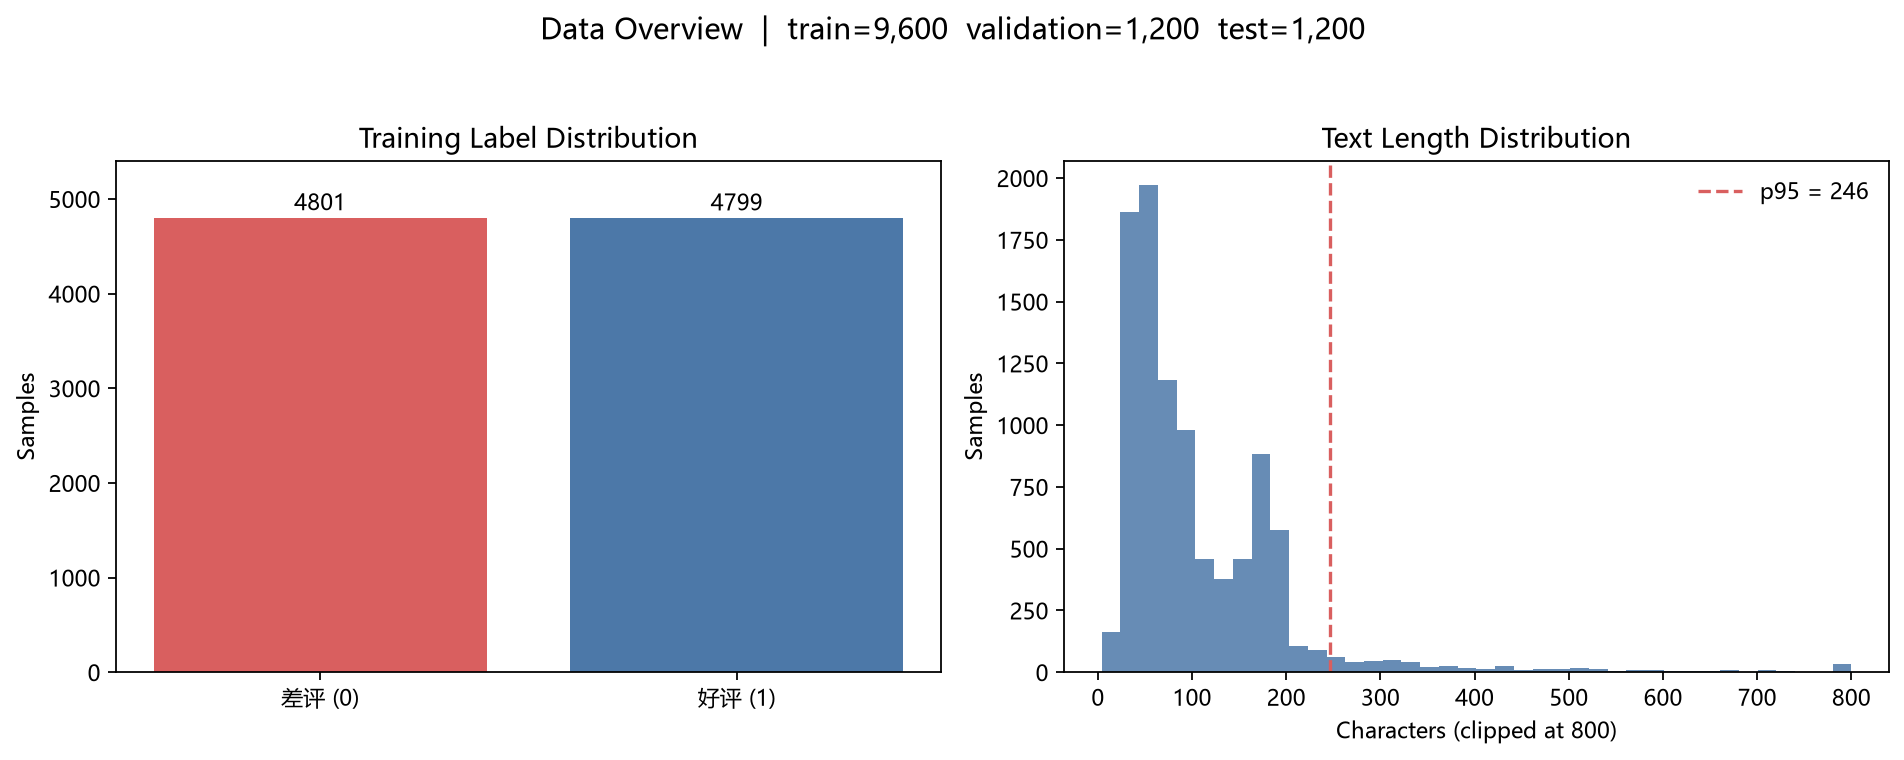 Data Overview | train=9,600 validation=1,200 test=1,200
Training Label Distribution
5000
4000
3000
2000
1000
0
Samples
4801
4799
差评 (0)
好评 (1)
Text Length Distribution
2000
1750
1500
1250
1000
750
500
250
0
Samples
p95 = 246
0 100 200 300 400 500 600 700 800
Characters (clipped at 800)